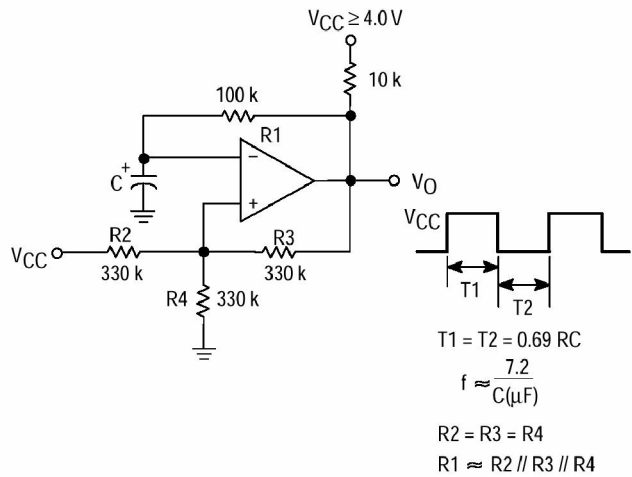 VCC ≥ 4.0 V
10 k
100 k
R1
−
+
C
+
VO
VCC
R2
330 k
R3
330 k
R4
330 k
VCC
T1
T2
T1 = T2 = 0.69 RC
f ≈ 7.2 / C(µF)
R2 = R3 = R4
R1 ≈ R2 // R3 // R4